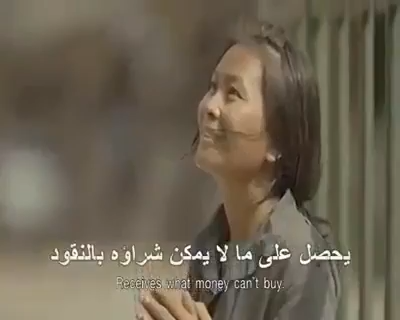 يحصل على ما لا يمكن شراؤه بالنقود
Receives what money can't buy.